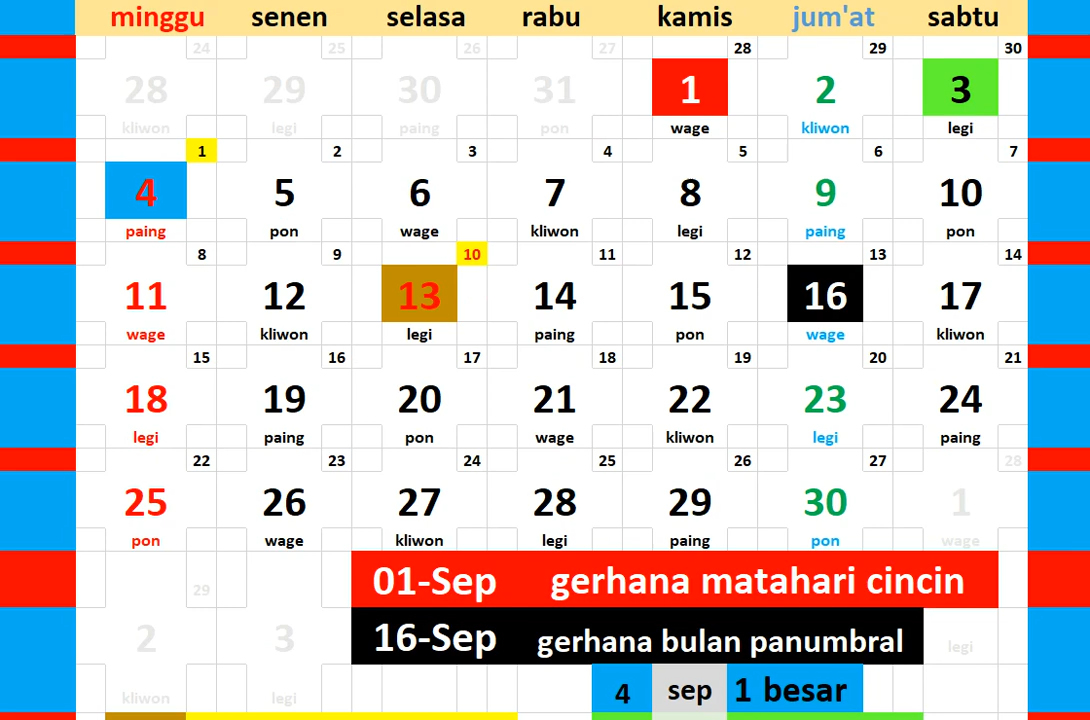 minggu senen selasa rabu kamis jum'at sabtu
24 25 26 27 28 29 30
28 29 30 31 1 2 3
kliwon legi paing pon wage kliwon legi
1 2 3 4 5 6 7
4 5 6 7 8 9 10
paing pon wage kliwon legi paing pon
8 9 10 11 12 13 14
11 12 13 14 15 16 17
wage kliwon legi paing pon wage kliwon
15 16 17 18 19 20 21
18 19 20 21 22 23 24
legi paing pon wage kliwon legi paing
22 23 24 25 26 27 28
25 26 27 28 29 30 1
pon wage kliwon legi paing pon wage
29
01-Sep gerhana matahari cincin
2 3 16-Sep gerhana bulan panumbral legi
4 sep 1 besar
kliwon legi